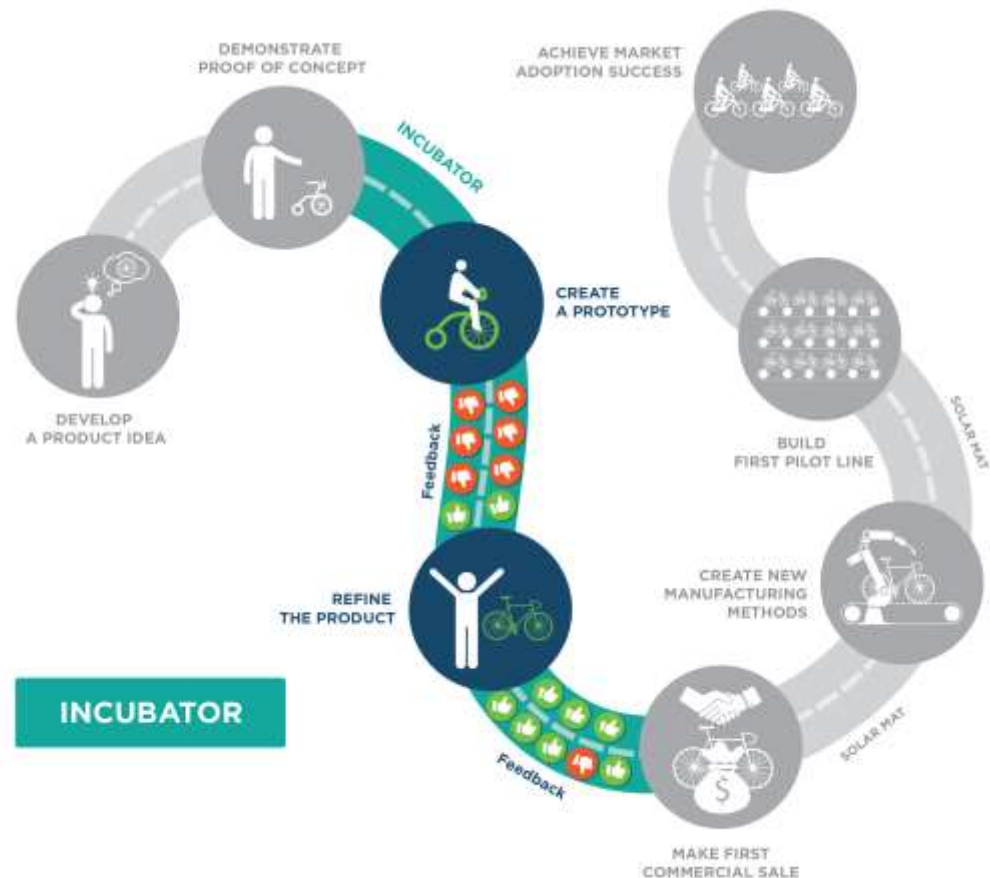 DEMONSTRATE
PROOF OF CONCEPT
ACHIEVE MARKET
ADOPTION SUCCESS
INCUBATOR
CREATE
A PROTOTYPE
DEVELOP
A PRODUCT IDEA
Feedback
BUILD
FIRST PILOT LINE
SOLAR MAT
REFINE
THE PRODUCT
CREATE NEW
MANUFACTURING
METHODS
INCUBATOR
SOLAR MAT
Feedback
$
MAKE FIRST
COMMERCIAL SALE